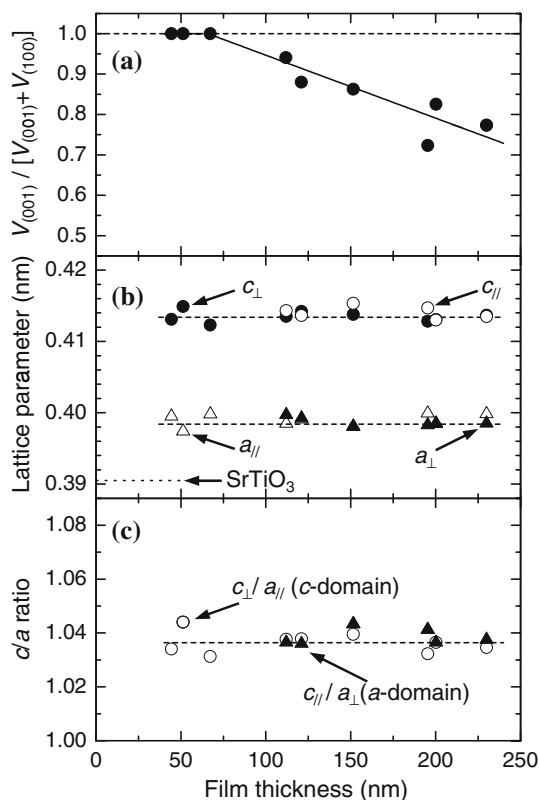 V(001) / [V(001)+V(100)]
1.0
0.9
0.8
0.7
0.6
0.5
(a)
Lattice parameter (nm)
0.42
0.41
0.40
0.39
(b)
c⊥
c//
a//
a⊥
SrTiO3
c/a ratio
1.08
1.06
1.04
1.02
1.00
(c)
c⊥/ a// (c-domain)
c// / a⊥(a-domain)
0 50 100 150 200 250
Film thickness (nm)